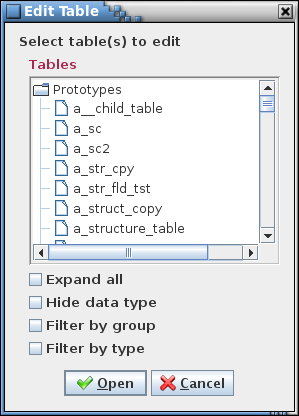 Edit Table
Select table(s) to edit
Tables
Prototypes
a__child_table
a_sc
a_sc2
a_str_cpy
a_str_fld_tst
a_struct_copy
a_structure_table
Expand all
Hide data type
Filter by group
Filter by type
Open
Cancel